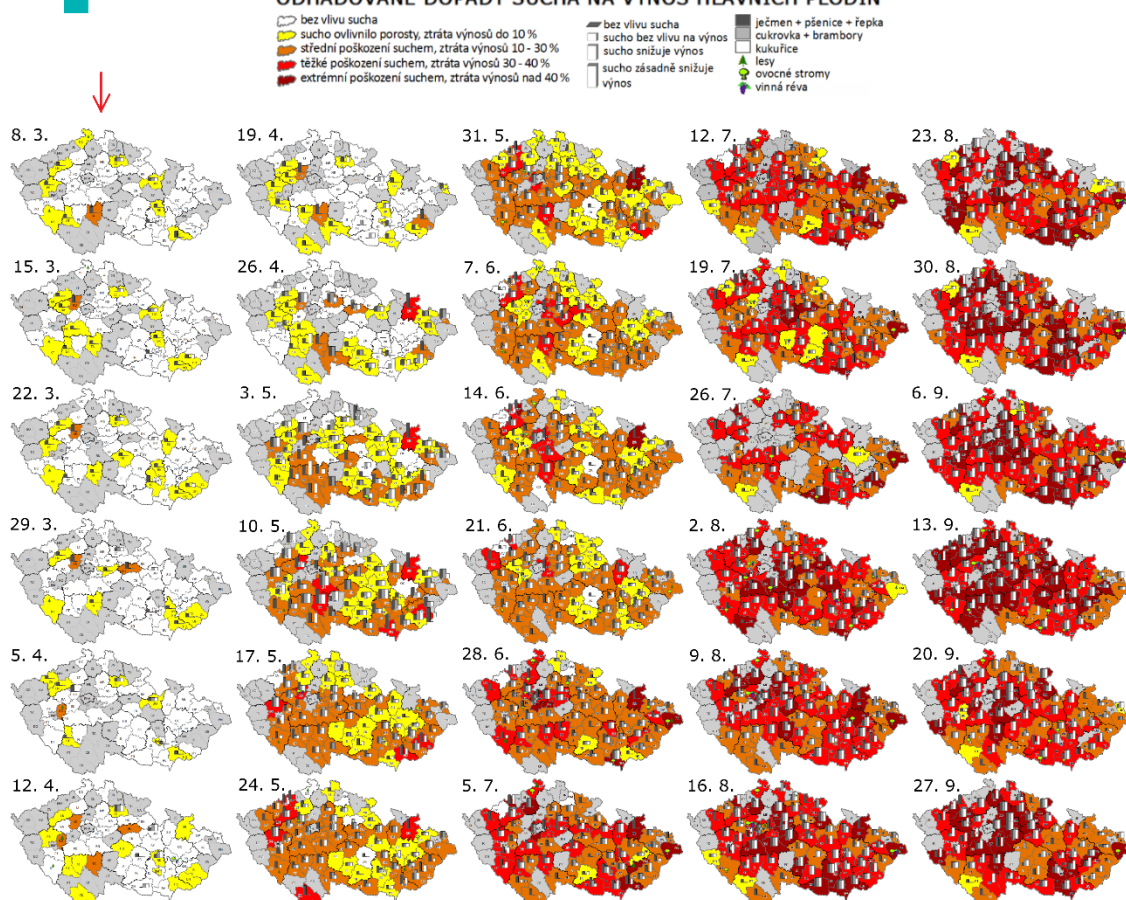 ODHADOVANÉ DOPADY SUCHA NA VÝNOS HLAVNÍCH PLODIN
bez vlivu sucha
sucho ovlivnilo porosty, ztráta výnosů do 10 %
střední poškození suchem, ztráta výnosů 10 - 30 %
těžké poškození suchem, ztráta výnosů 30 - 40 %
extrémní poškození suchem, ztráta výnosů nad 40 %
bez vlivu sucha
sucho bez vlivu na výnos
sucho snižuje výnos
sucho zásadně snižuje
výnos
ječmen + pšenice + řepka
cukrovka + brambory
kukuřice
lesy
ovocné stromy
vinná réva
8. 3.
19. 4.
31. 5.
12. 7.
23. 8.
15. 3.
26. 4.
7. 6.
19. 7.
30. 8.
22. 3.
3. 5.
14. 6.
26. 7.
6. 9.
29. 3.
10. 5.
21. 6.
2. 8.
13. 9.
5. 4.
17. 5.
28. 6.
9. 8.
20. 9.
12. 4.
24. 5.
5. 7.
16. 8.
27. 9.